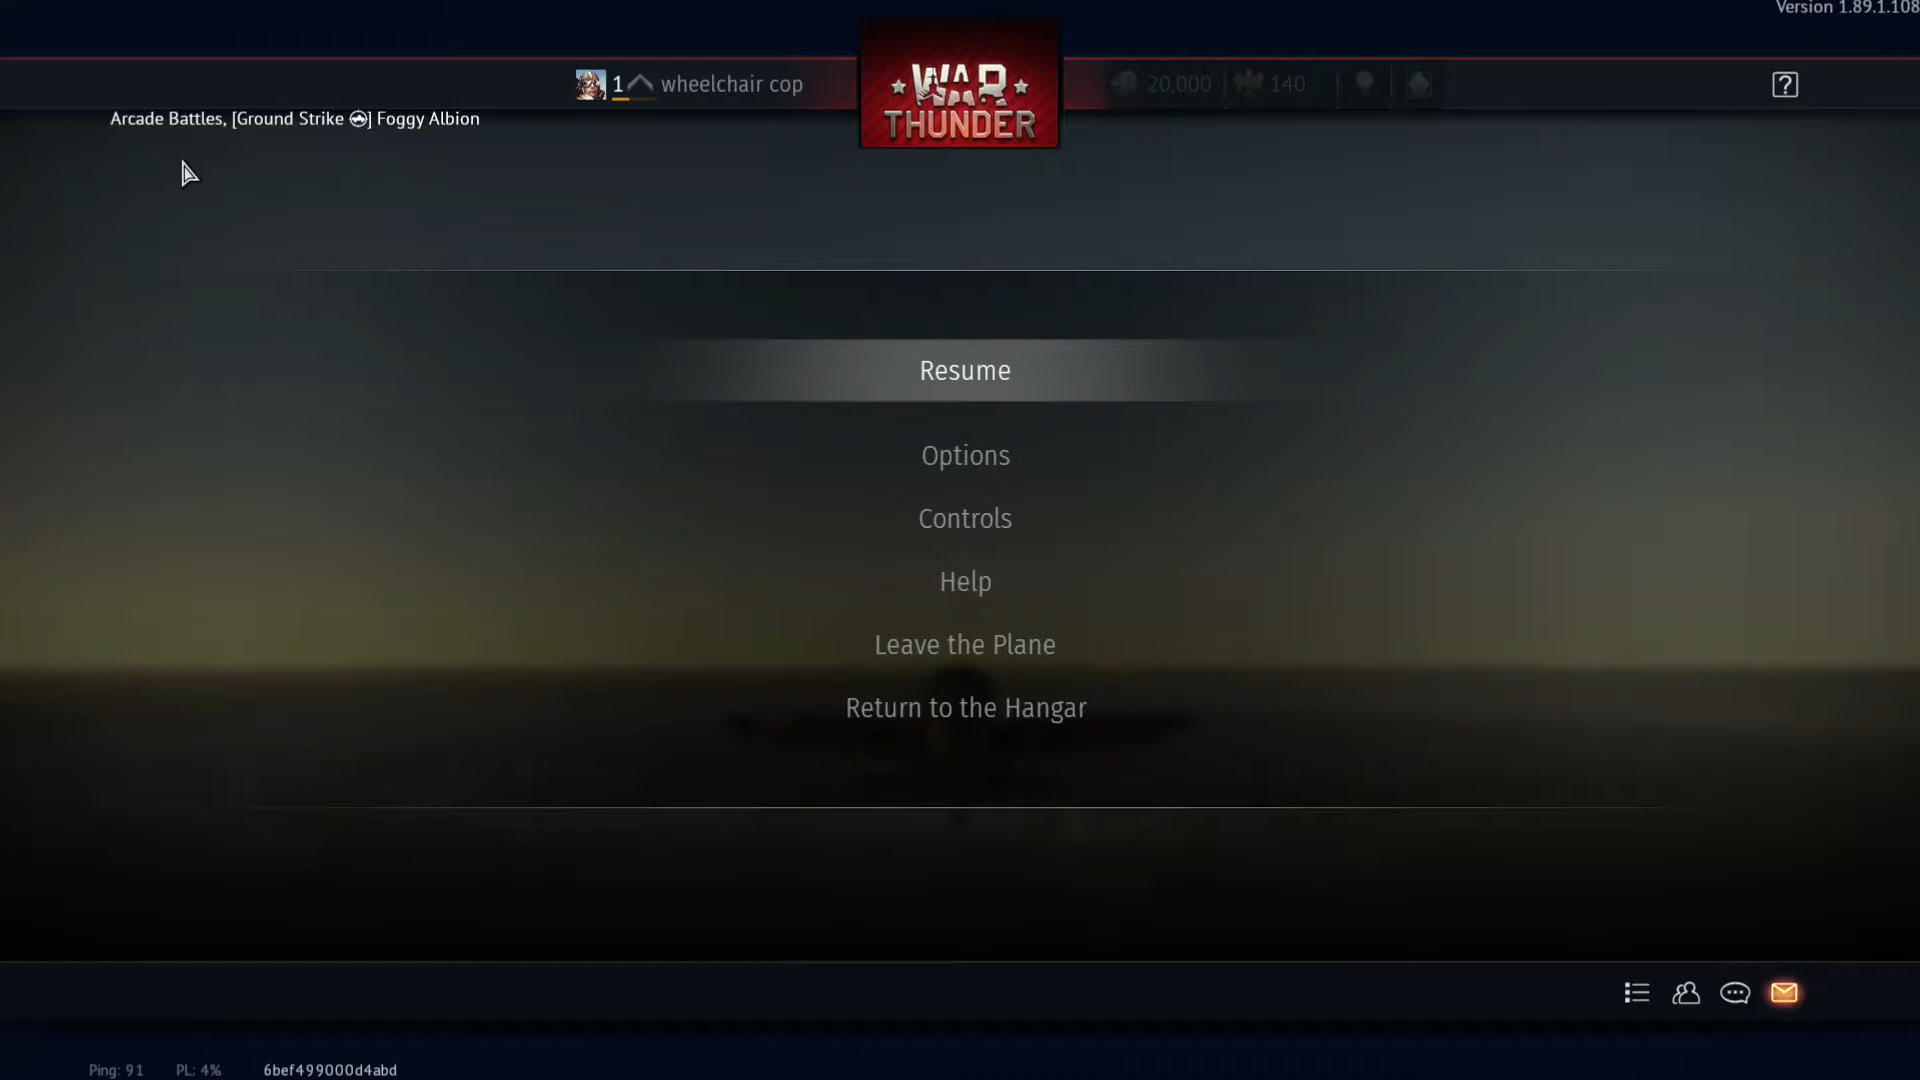 Version 1.89.1.108
1 wheelchair cop
WAR THUNDER
20,000
140
?
Arcade Battles, [Ground Strike] Foggy Albion
Resume
Options
Controls
Help
Leave the Plane
Return to the Hangar
Ping: 91 PL: 4% 6bef499000d4abd